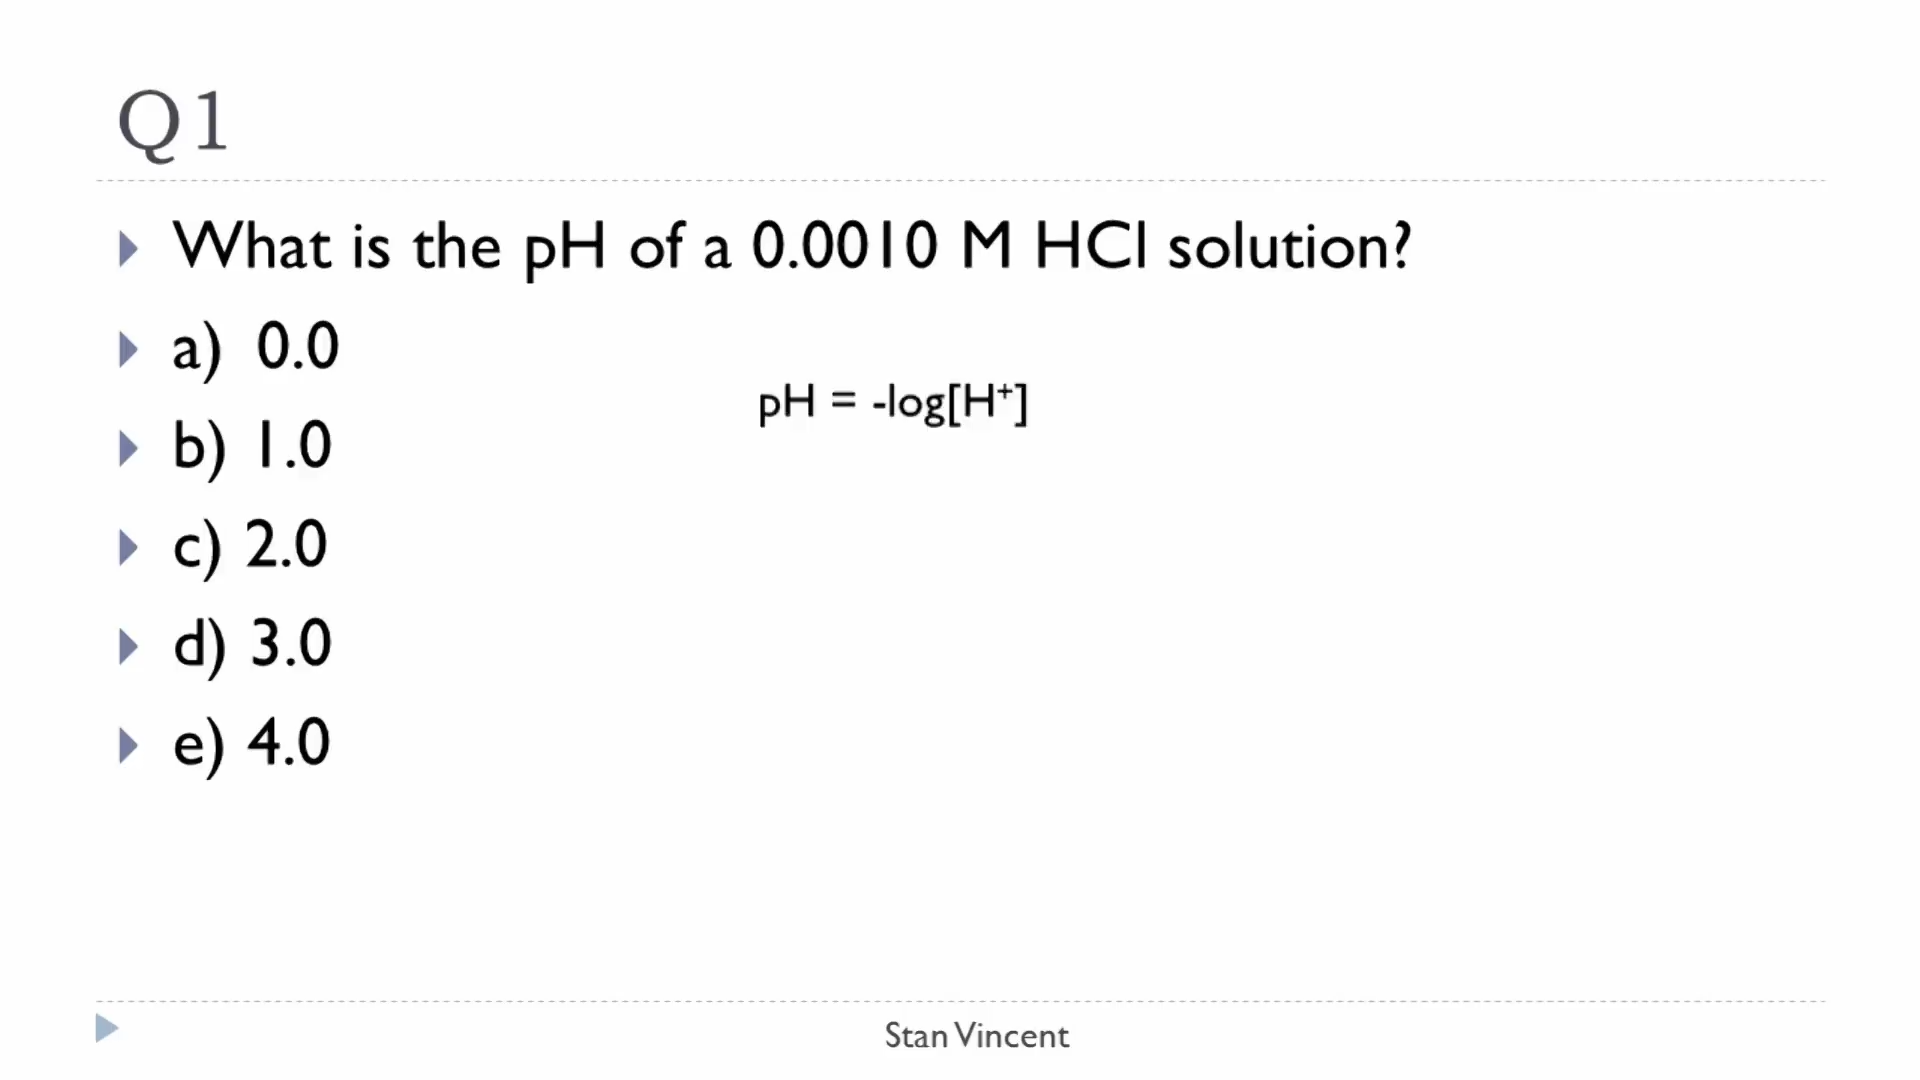 Q1
What is the pH of a 0.0010 M HCl solution?
a) 0.0
pH = -log[H⁺]
b) 1.0
c) 2.0
d) 3.0
e) 4.0
Stan Vincent